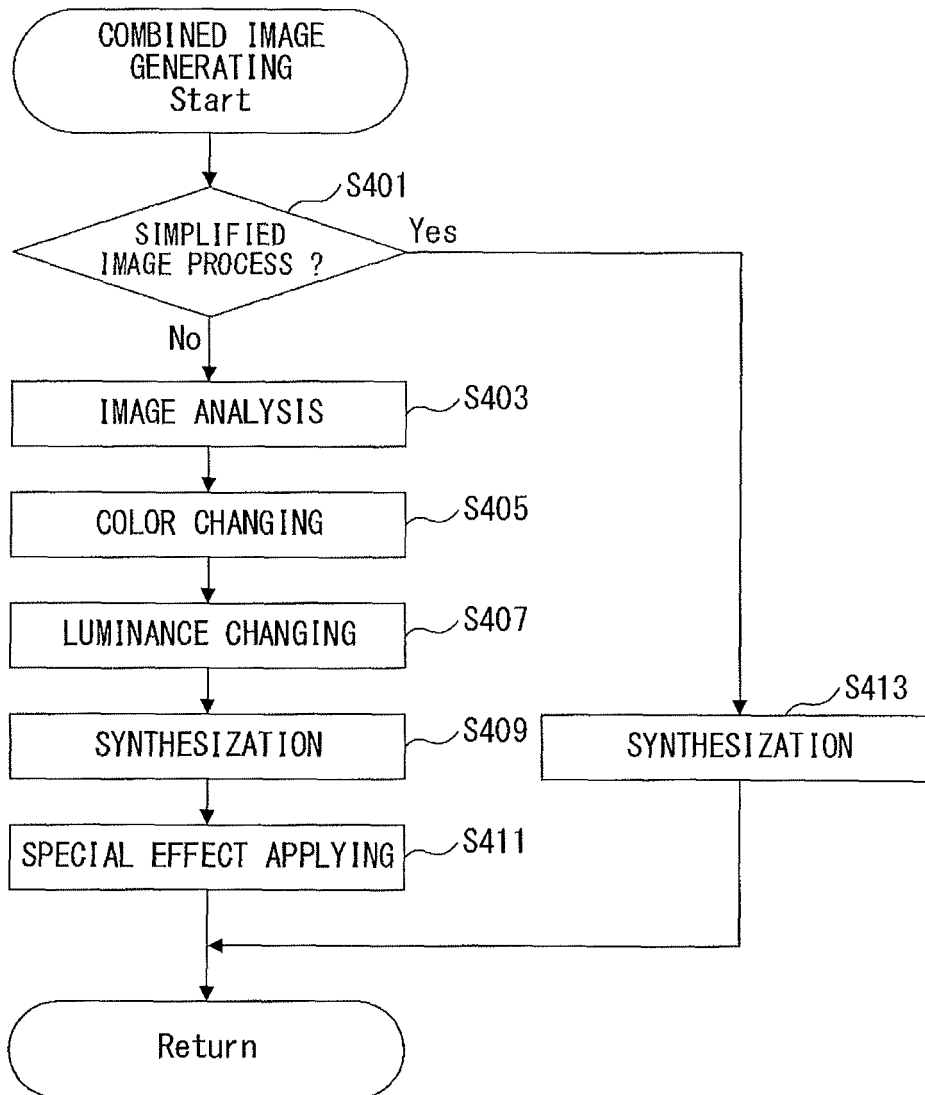 COMBINED IMAGE
GENERATING
Start
S401
SIMPLIFIED
IMAGE PROCESS ?
Yes
No
IMAGE ANALYSIS
S403
COLOR CHANGING
S405
LUMINANCE CHANGING
S407
SYNTHESIZATION
S409
S413
SYNTHESIZATION
SPECIAL EFFECT APPLYING
S411
Return